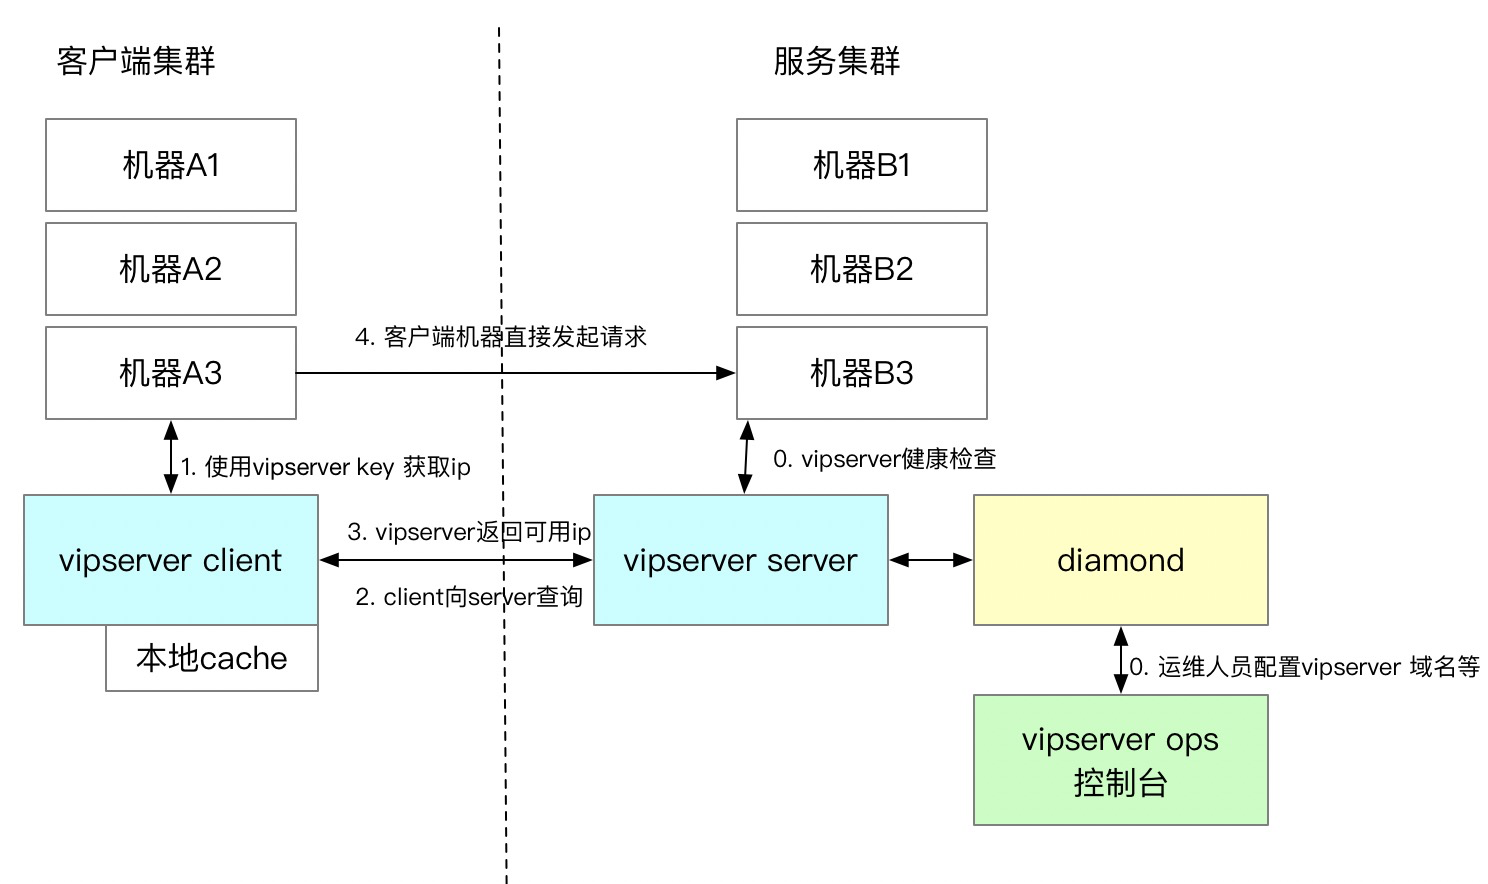 客户端集群
服务集群
机器A1
机器B1
机器A2
机器B2
4. 客户端机器直接发起请求
机器A3
机器B3
1. 使用vipserver key 获取ip
0. vipserver健康检查
3. vipserver返回可用ip
vipserver client
vipserver server
diamond
2. client向server查询
本地cache
0. 运维人员配置vipserver 域名等
vipserver ops
控制台